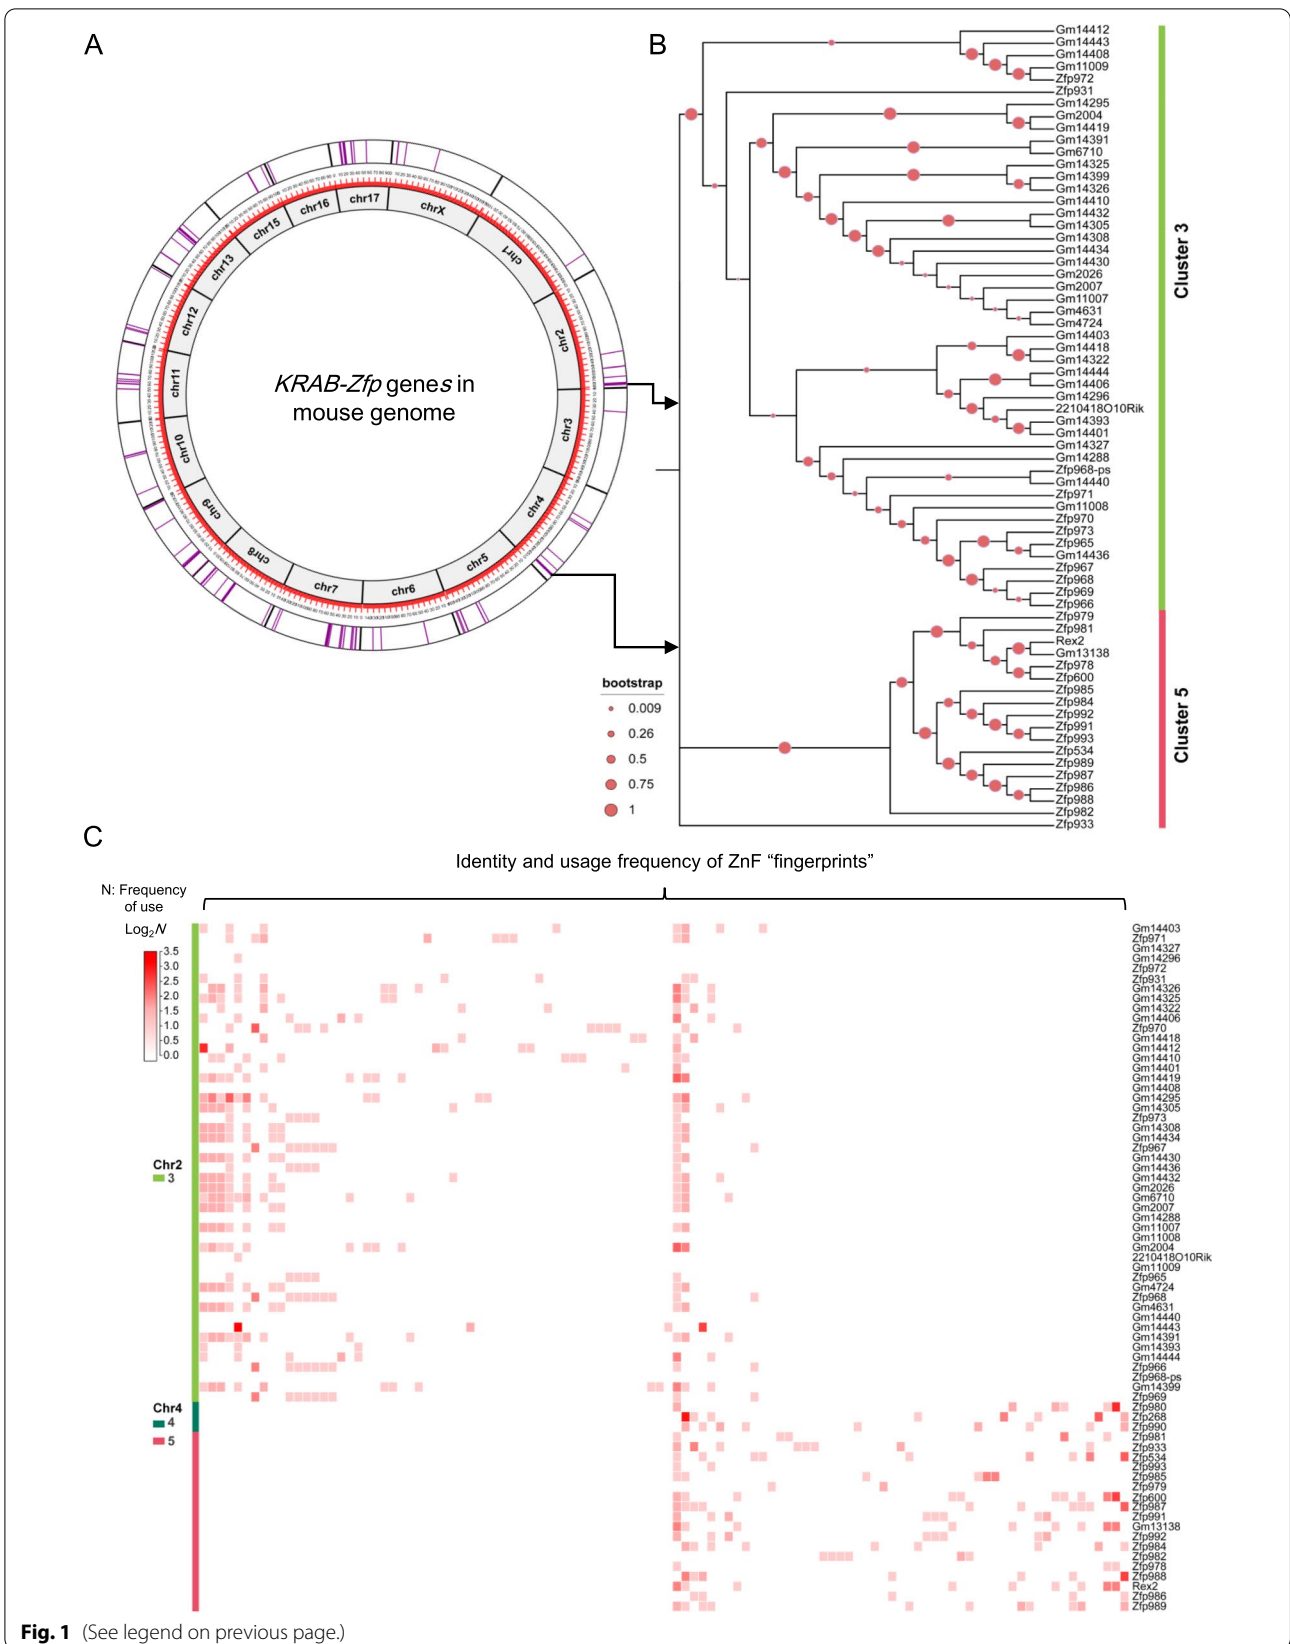 A
B
KRAB-Zfp genes in
mouse genome
chr16
chr17
chrX
chr1
chr2
chr3
chr4
chr5
chr6
chr7
chr8
chr9
chr10
chr11
chr12
chr13
chr15
Gm14412
Gm14443
Gm14408
Gm11009
Zfp972
Zfp931
Gm14295
Gm2004
Gm14419
Gm14391
Gm6710
Gm14325
Gm14399
Gm14326
Gm14410
Gm14432
Gm14305
Gm14308
Gm14434
Gm14430
Gm2026
Gm2007
Gm11007
Gm4631
Gm4724
Gm14403
Gm14418
Gm14322
Gm14444
Gm14406
Gm14296
2210418O10Rik
Gm14393
Gm14401
Gm14327
Gm14288
Zfp968-ps
Gm14440
Zfp971
Gm11008
Zfp970
Zfp973
Zfp965
Gm14436
Zfp967
Zfp968
Zfp969
Zfp966
Zfp979
Zfp981
Rex2
Gm13138
Zfp978
Zfp600
Zfp985
Zfp984
Zfp992
Zfp991
Zfp993
Zfp534
Zfp989
Zfp987
Zfp986
Zfp988
Zfp982
Zfp933
Cluster 3
Cluster 5
bootstrap
0.009
0.26
0.5
0.75
1
C
Identity and usage frequency of ZnF “fingerprints”
N: Frequency
of use
Log2N
3.5
3.0
2.5
2.0
1.5
1.0
0.5
0.0
Chr2
3
Chr4
4
5
Gm14403
Zfp971
Gm14327
Gm14296
Zfp972
Zfp931
Gm14326
Gm14325
Gm14322
Gm14406
Zfp970
Gm14418
Gm14412
Gm14410
Gm14401
Gm14419
Gm14408
Gm14295
Gm14305
Zfp973
Gm14308
Gm14434
Zfp967
Gm14430
Gm14436
Gm14432
Gm2026
Gm6710
Gm2007
Gm14288
Gm11007
Gm11008
Gm2004
2210418O10Rik
Gm11009
Zfp965
Gm4724
Zfp968
Gm4631
Gm14440
Gm14443
Gm14391
Gm14393
Gm14444
Zfp966
Zfp968-ps
Gm14399
Zfp969
Zfp980
Zfp268
Zfp990
Zfp981
Zfp933
Zfp534
Zfp993
Zfp985
Zfp979
Zfp600
Zfp987
Zfp991
Gm13138
Zfp992
Zfp984
Zfp982
Zfp978
Zfp988
Rex2
Zfp986
Zfp989
Fig. 1 (See legend on previous page.)